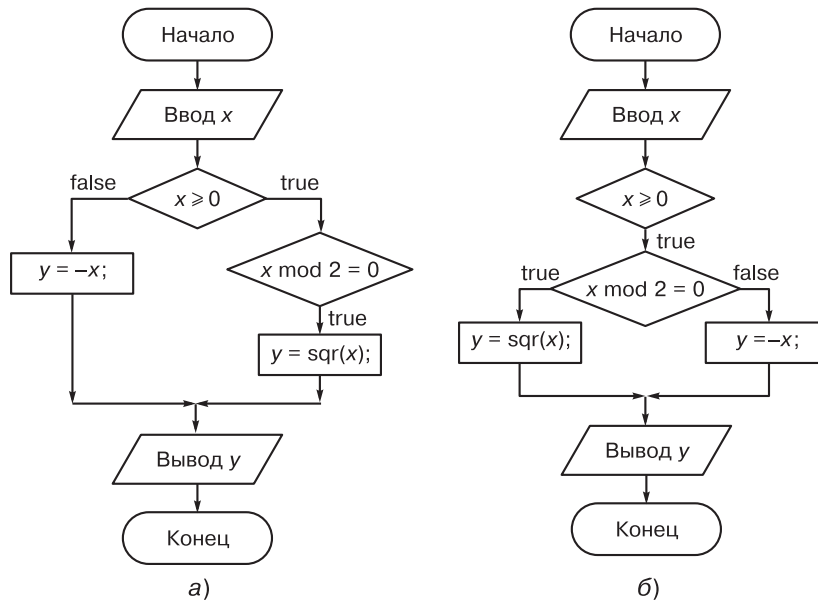 Начало
Ввод x
x ⩾ 0
false
true
y = –x;
x mod 2 = 0
true
y = sqr(x);
Вывод y
Конец
а)
Начало
Ввод x
x ⩾ 0
true
x mod 2 = 0
true
false
y = sqr(x);
y = –x;
Вывод y
Конец
б)